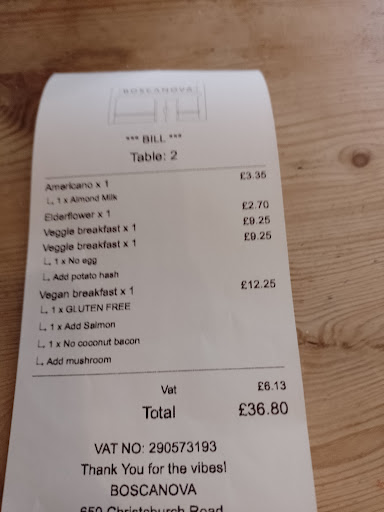 BOSCANOVA
*** BILL ***
Table: 2
Americano x 1 £3.35
↳ 1 x Almond Milk
Elderflower x 1 £2.70
Veggie breakfast x 1 £9.25
Veggie breakfast x 1 £9.25
↳ 1 x No egg
↳ Add potato hash
Vegan breakfast x 1 £12.25
↳ 1 x GLUTEN FREE
↳ 1 x Add Salmon
↳ 1 x No coconut bacon
↳ Add mushroom
Vat £6.13
Total £36.80
VAT NO: 290573193
Thank You for the vibes!
BOSCANOVA
650 Christchurch Road